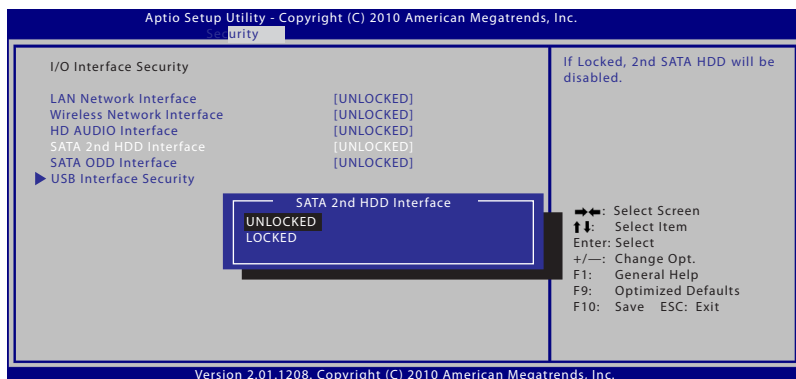 Aptio Setup Utility - Copyright (C) 2010 American Megatrends, Inc.
Security
I/O Interface Security
LAN Network Interface [UNLOCKED]
Wireless Network Interface [UNLOCKED]
HD AUDIO Interface [UNLOCKED]
SATA 2nd HDD Interface [UNLOCKED]
SATA ODD Interface [UNLOCKED]
USB Interface Security
SATA 2nd HDD Interface
UNLOCKED
LOCKED
If Locked, 2nd SATA HDD will be
disabled.
→←: Select Screen
↑↓: Select Item
Enter: Select
+/—: Change Opt.
F1: General Help
F9: Optimized Defaults
F10: Save ESC: Exit
Version 2.01.1208. Copyright (C) 2010 American Megatrends, Inc.